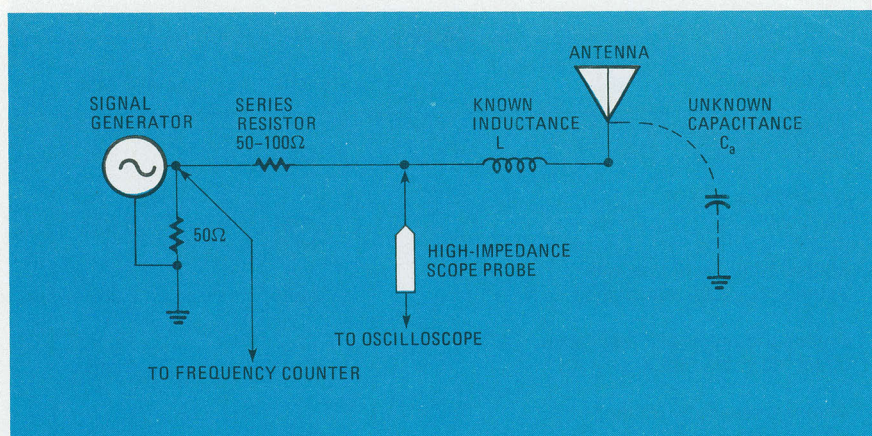 ANTENNA
SIGNAL
GENERATOR
SERIES
RESISTOR
50–100Ω
KNOWN
INDUCTANCE
L
UNKNOWN
CAPACITANCE
Ca
50Ω
HIGH-IMPEDANCE
SCOPE PROBE
TO OSCILLOSCOPE
TO FREQUENCY COUNTER